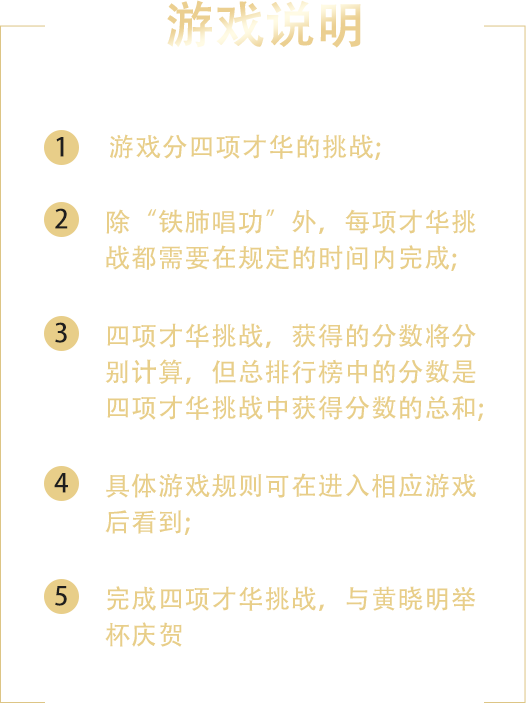 游戏说明
1 游戏分四项才华的挑战;
2 除“铁肺唱功”外，每项才华挑
战都需要在规定的时间内完成;
3 四项才华挑战，获得的分数将分
别计算，但总排行榜中的分数是
四项才华挑战中获得分数的总和;
4 具体游戏规则可在进入相应游戏
后看到;
5 完成四项才华挑战，与黄晓明举
杯庆贺